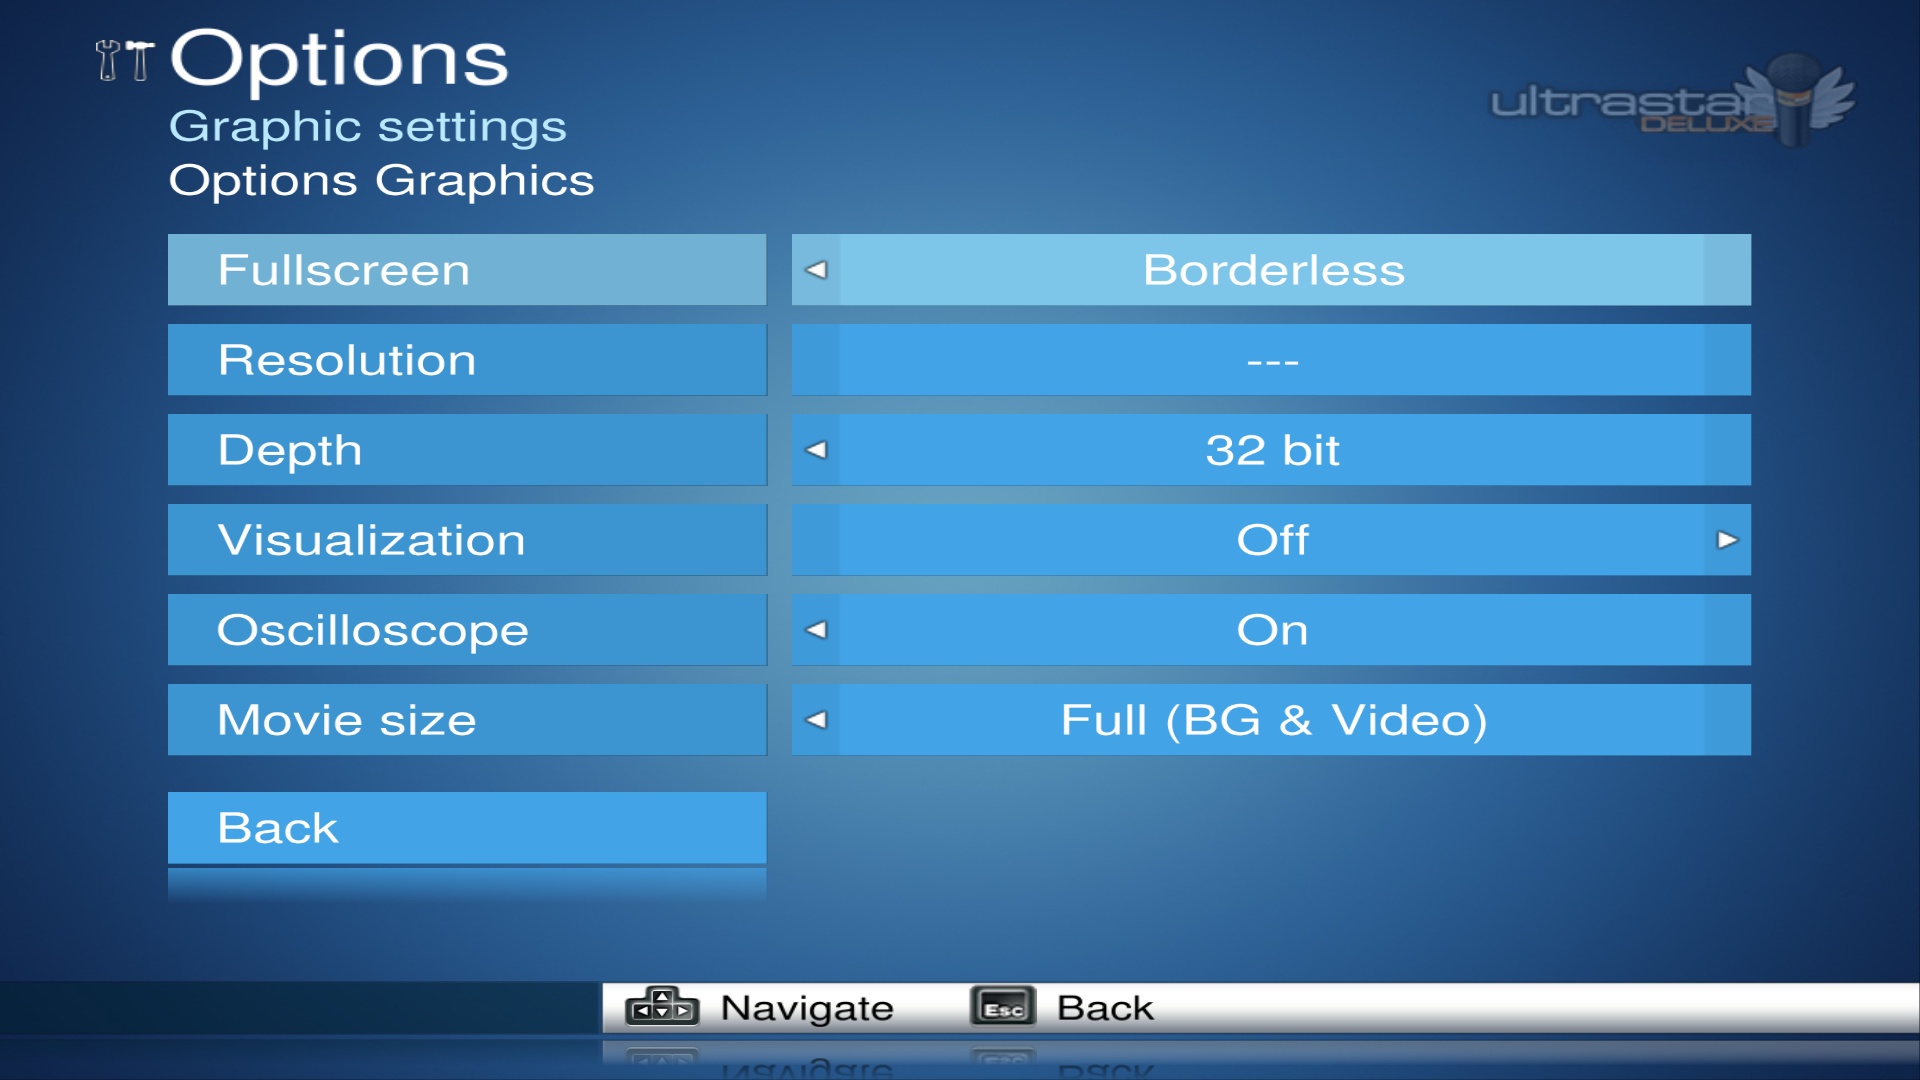 Options
ultrastar
DELUXE
Graphic settings
Options Graphics
Fullscreen
Borderless
Resolution
---
Depth
32 bit
Visualization
Off
Oscilloscope
On
Movie size
Full (BG & Video)
Back
Navigate
Esc
Back